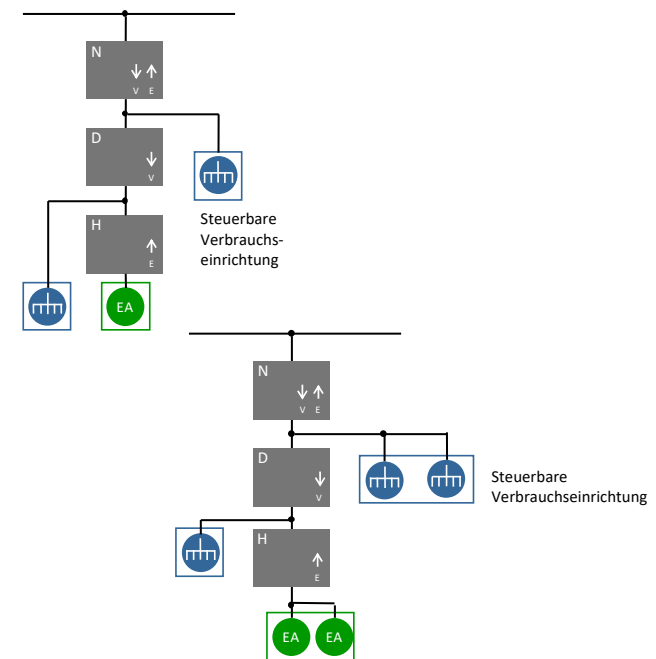 N
V E
D
V
Steuerbare
Verbrauchs-
einrichtung
H
E
EA
N
V E
D
V
Steuerbare
Verbrauchseinrichtung
H
E
EA EA